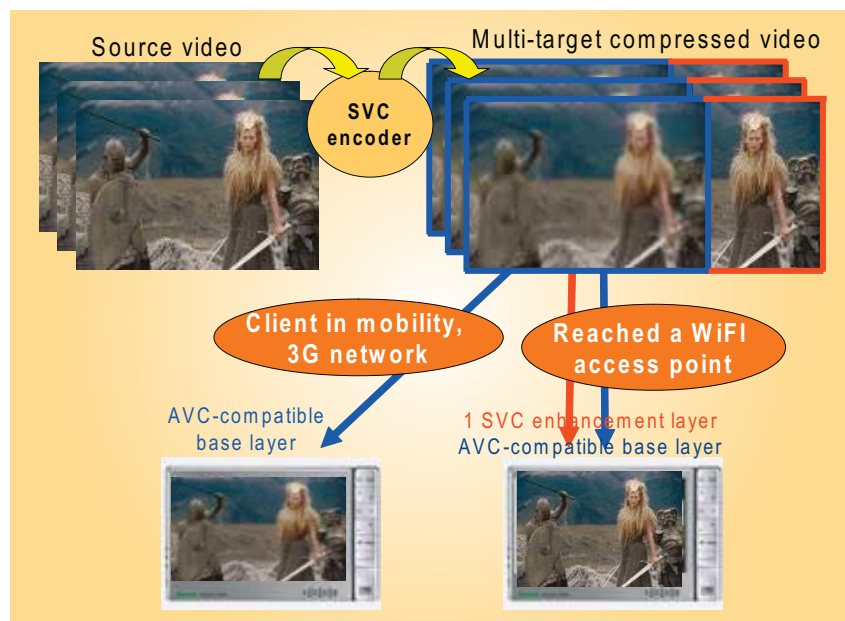 Source video
Multi-target compressed video
SVC
encoder
Client in mobility,
3G network
Reached a WiFI
access point
AVC-compatible
base layer
1 SVC enhancement layer
AVC-compatible base layer